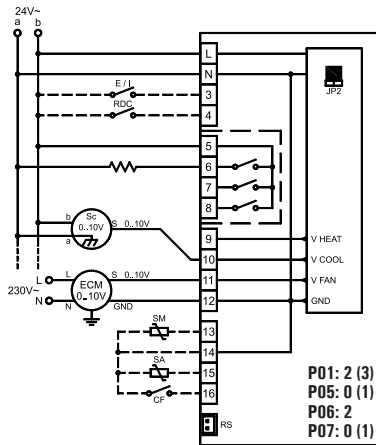 24V~
a b
L
N
JP2
E / I
3
RDC
4
5
6
7
8
b Sc S 0..10V
0..10V
a
9 V HEAT
10 V COOL
L L S 0..10V 11 V FAN
230V~ ECM
0..10V
N N GND 12 GND
SM
13
14
SA
15
CF
16
RS
P01: 2 (3)
P05: 0 (1)
P06: 2
P07: 0 (1)